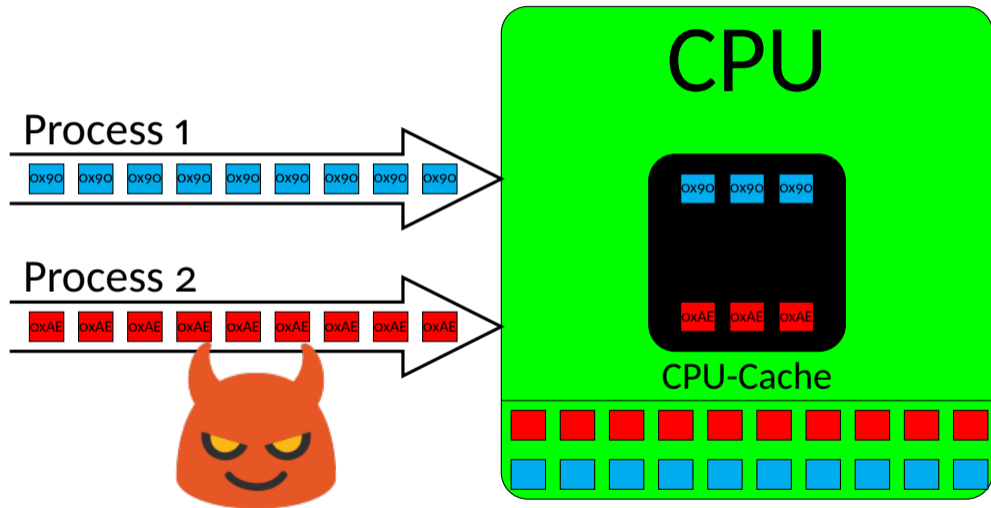 CPU
Process 1
0x90 0x90 0x90 0x90 0x90 0x90 0x90 0x90 0x90
0x90 0x90 0x90
Process 2
0xAE 0xAE 0xAE 0xAE 0xAE 0xAE 0xAE 0xAE 0xAE
0xAE 0xAE 0xAE
CPU-Cache